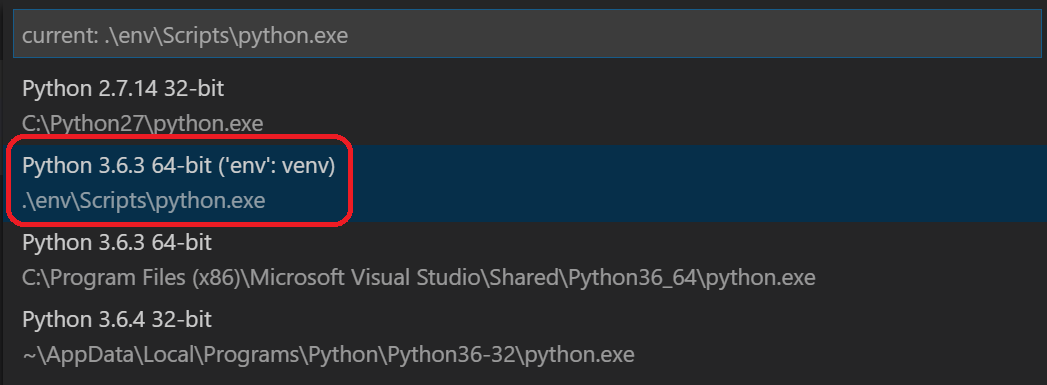 current: .\env\Scripts\python.exe
Python 2.7.14 32-bit
C:\Python27\python.exe
Python 3.6.3 64-bit ('env': venv)
.\env\Scripts\python.exe
Python 3.6.3 64-bit
C:\Program Files (x86)\Microsoft Visual Studio\Shared\Python36_64\python.exe
Python 3.6.4 32-bit
~\AppData\Local\Programs\Python\Python36-32\python.exe